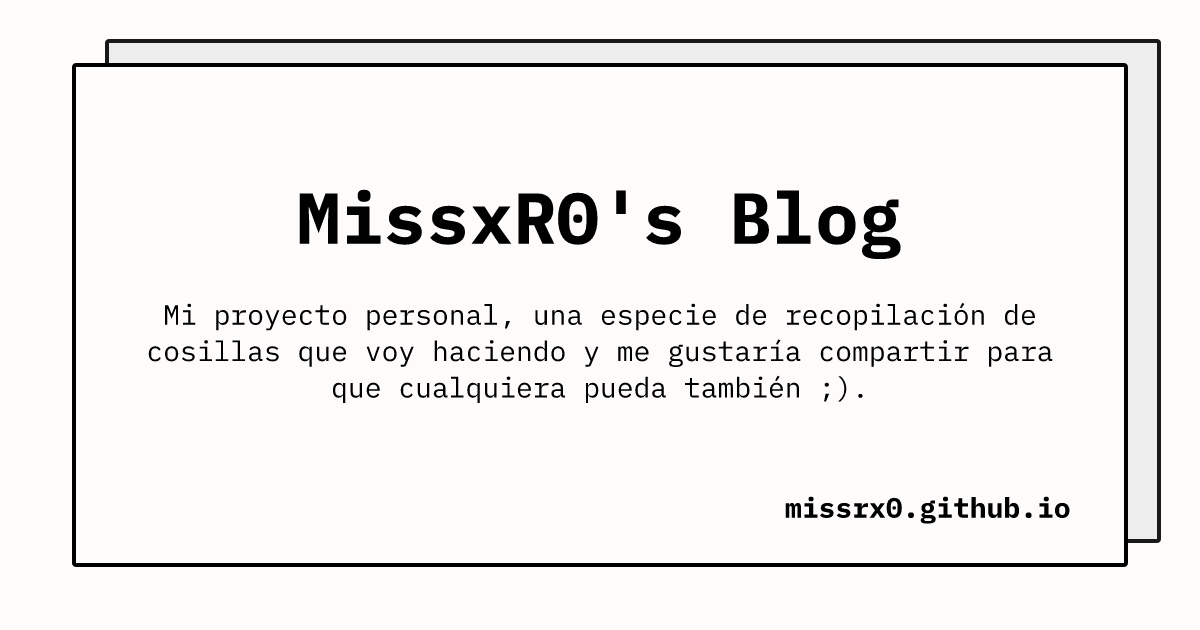 MissxR0's Blog
Mi proyecto personal, una especie de recopilación de
cosillas que voy haciendo y me gustaría compartir para
que cualquiera pueda también ;).
missrx0.github.io